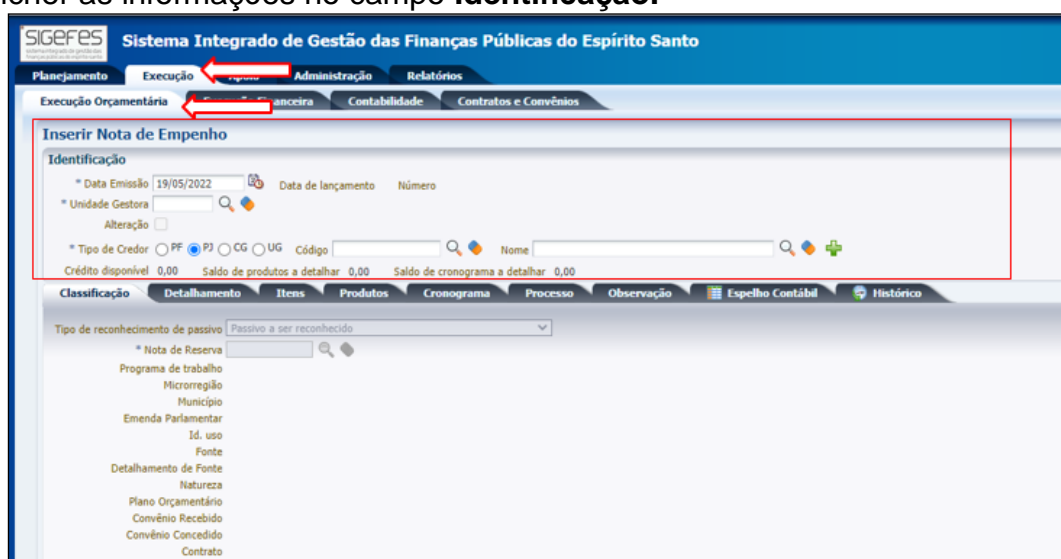 as informações no campo Identificação.
SIGEFES Sistema Integrado de Gestão das Finanças Públicas do Espírito Santo
Planejamento Execução Administração Relatórios
Execução Orçamentária Contabilidade Contratos e Convênios
Inserir Nota de Empenho
Identificação
* Data Emissão 19/05/2022 Data de lançamento Número
* Unidade Gestora
Alteração
* Tipo de Credor PF PJ CG UG Código Nome
Crédito disponível 0,00 Saldo de produtos a detalhar 0,00 Saldo de cronograma a detalhar 0,00
Classificação Detalhamento Itens Produtos Cronograma Processo Observação Espelho Contábil Histórico
Tipo de reconhecimento de passivo Passivo a ser reconhecido
* Nota de Reserva
Programa de trabalho
Microrregião
Município
Emenda Parlamentar
Id. uso
Fonte
Detalhamento de Fonte
Natureza
Plano Orçamentário
Convênio Recebido
Convênio Concedido
Contrato